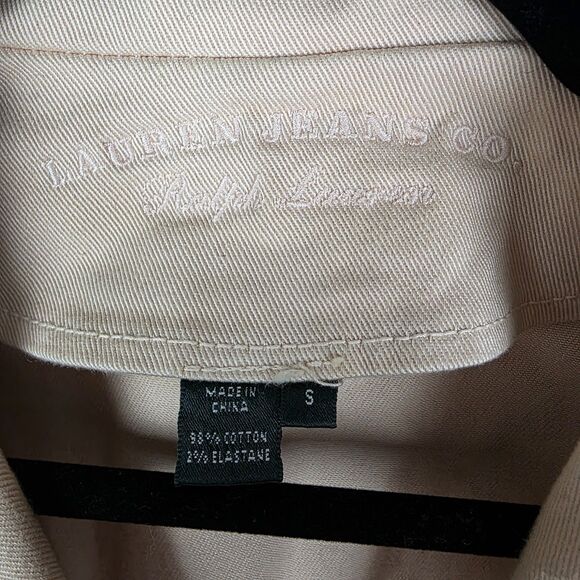 LAUREN JEANS CO.
Ralph Lauren
MADE IN
CHINA
S
98% COTTON
2% ELASTANE